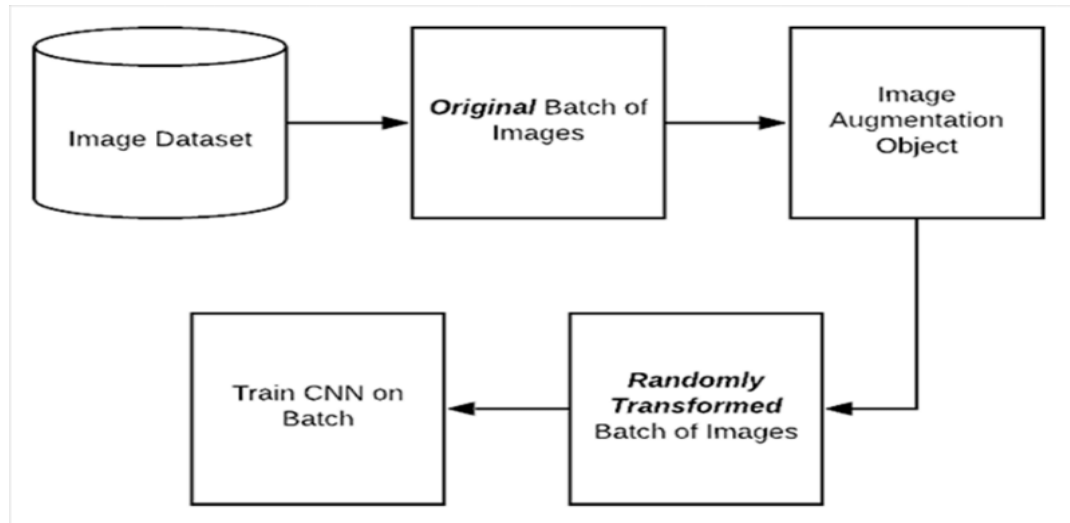 Image Dataset
Original Batch of
Images
Image
Augmentation
Object
Train CNN on
Batch
Randomly
Transformed
Batch of Images